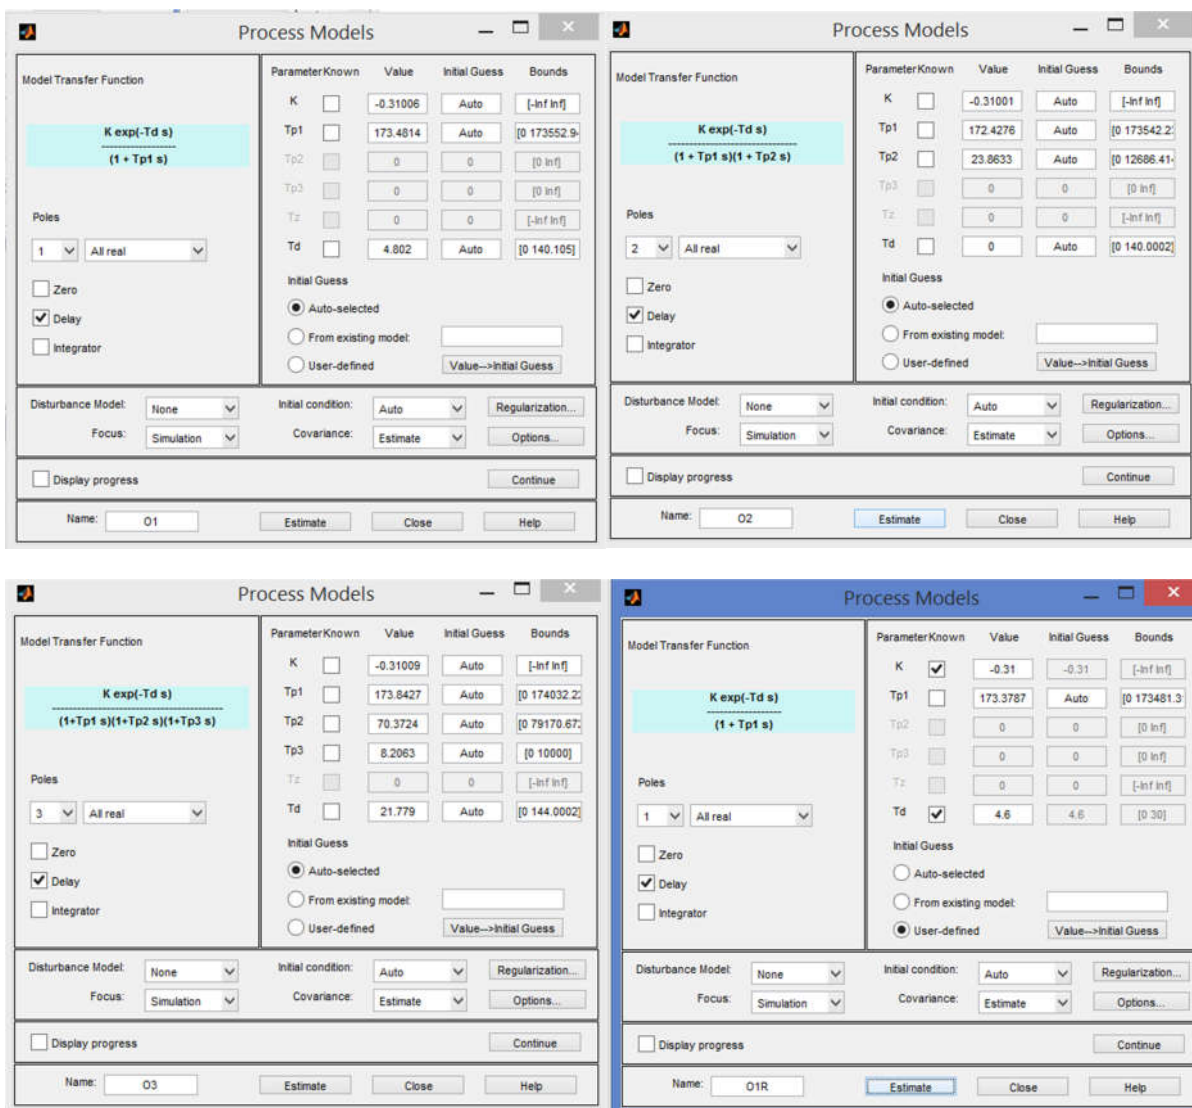 Process Models
Model Transfer Function
K exp(-Td s)
(1 + Tp1 s)
Poles
1 All real
Zero
Delay
Integrator
Parameter Known Value Initial Guess Bounds
K -0.31006 Auto [-Inf Inf]
Tp1 173.4814 Auto [0 173552.9
Tp2 0 0 [0 Inf]
Tp3 0 0 [0 Inf]
Tz 0 0 [-Inf Inf]
Td 4.802 Auto [0 140.105]
Initial Guess
Auto-selected
From existing model:
User-defined Value-->Initial Guess
Disturbance Model: None Initial condition: Auto Regularization...
Focus: Simulation Covariance: Estimate Options...
Display progress Continue
Name: O1 Estimate Close Help
Process Models
Model Transfer Function
K exp(-Td s)
(1 + Tp1 s)(1 + Tp2 s)
Poles
2 All real
Zero
Delay
Integrator
Parameter Known Value Initial Guess Bounds
K -0.31001 Auto [-Inf Inf]
Tp1 172.4276 Auto [0 173542.2
Tp2 23.8633 Auto [0 12686.41
Tp3 0 0 [0 Inf]
Tz 0 0 [-Inf Inf]
Td 0 Auto [0 140.0002]
Initial Guess
Auto-selected
From existing model:
User-defined Value-->Initial Guess
Disturbance Model: None Initial condition: Auto Regularization...
Focus: Simulation Covariance: Estimate Options...
Display progress Continue
Name: O2 Estimate Close Help
Process Models
Model Transfer Function
K exp(-Td s)
(1+Tp1 s)(1+Tp2 s)(1+Tp3 s)
Poles
3 All real
Zero
Delay
Integrator
Parameter Known Value Initial Guess Bounds
K -0.31009 Auto [-Inf Inf]
Tp1 173.8427 Auto [0 174032.2
Tp2 70.3724 Auto [0 79170.67
Tp3 8.2063 Auto [0 10000]
Tz 0 0 [-Inf Inf]
Td 21.779 Auto [0 144.0002]
Initial Guess
Auto-selected
From existing model:
User-defined Value-->Initial Guess
Disturbance Model: None Initial condition: Auto Regularization...
Focus: Simulation Covariance: Estimate Options...
Display progress Continue
Name: O3 Estimate Close Help
Process Models
Model Transfer Function
K exp(-Td s)
(1 + Tp1 s)
Poles
1 All real
Zero
Delay
Integrator
Parameter Known Value Initial Guess Bounds
K -0.31 -0.31 [-Inf Inf]
Tp1 173.3787 Auto [0 173481.3
Tp2 0 0 [0 Inf]
Tp3 0 0 [0 Inf]
Tz 0 0 [-Inf Inf]
Td 4.6 4.6 [0 30]
Initial Guess
Auto-selected
From existing model:
User-defined Value-->Initial Guess
Disturbance Model: None Initial condition: Auto Regularization...
Focus: Simulation Covariance: Estimate Options...
Display progress Continue
Name: O1R Estimate Close Help